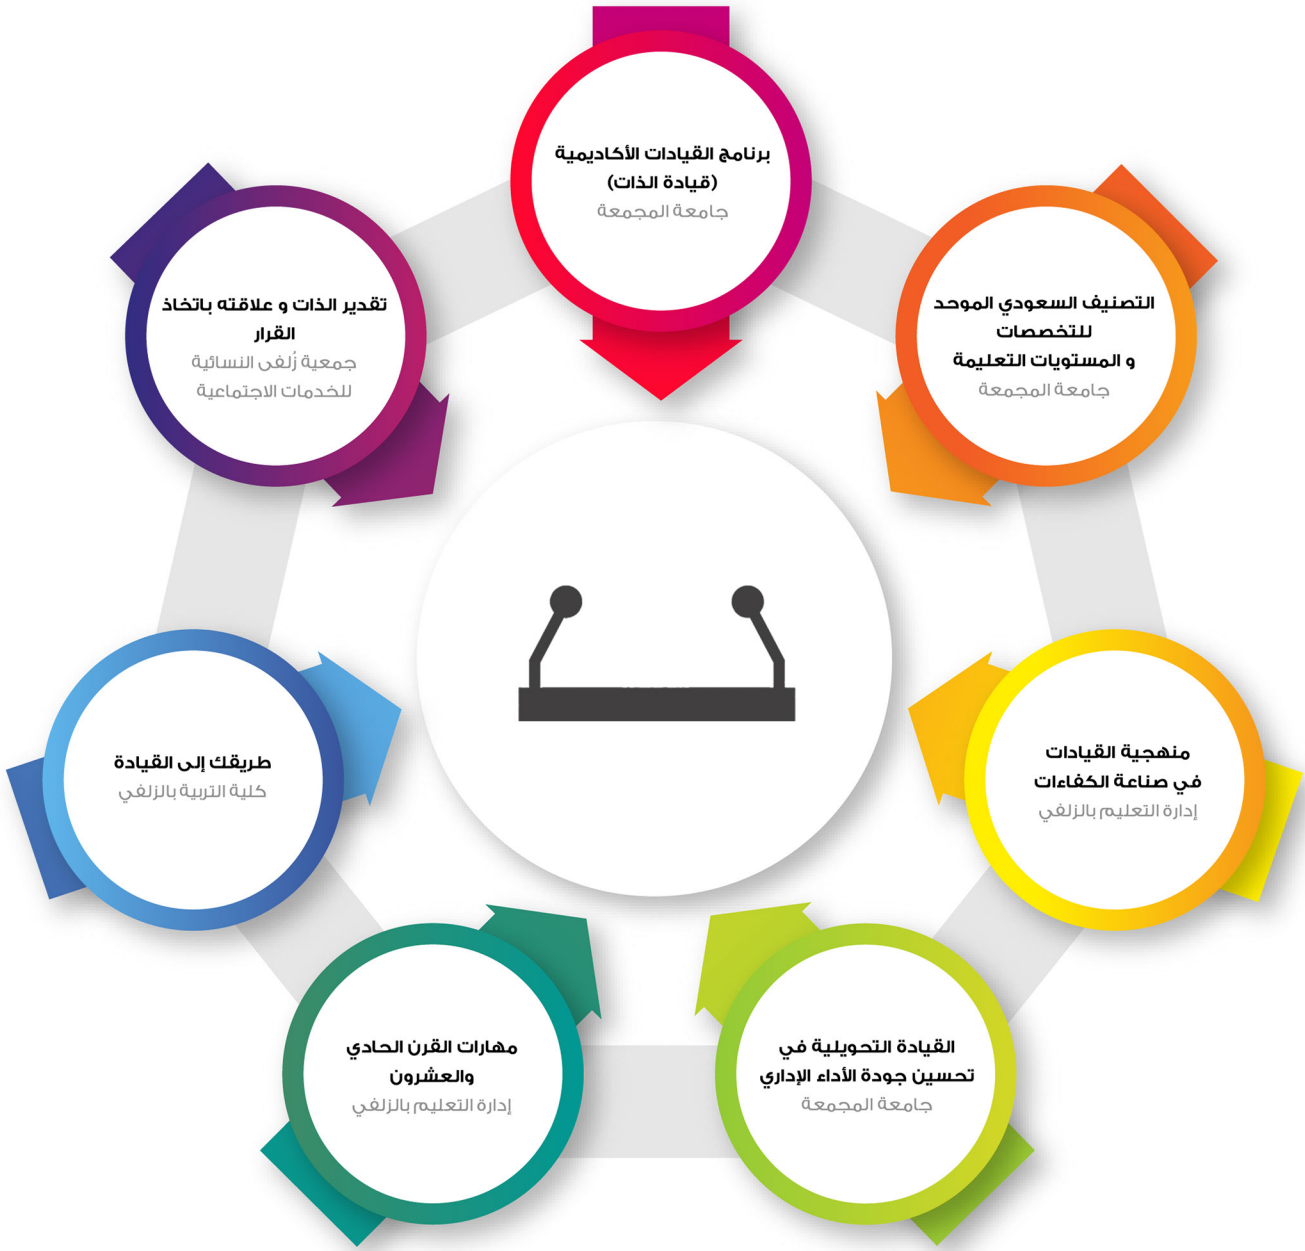 برنامج القيادات الأكاديمية
(قيادة الذات)
جامعة المجمعة
التصنيف السعودي الموحد
للتخصصات
و المستويات التعليمة
جامعة المجمعة
منهجية القيادات
في صناعة الكفاءات
إدارة التعليم بالزلفي
القيادة التحويلية في
تحسين جودة الأداء الإداري
جامعة المجمعة
مهارات القرن الحادي
والعشرون
إدارة التعليم بالزلفي
طريقك إلى القيادة
كلية التربية بالزلفي
تقدير الذات و علاقته باتخاذ
القرار
جمعية زُلفى النسائية
للخدمات الاجتماعية